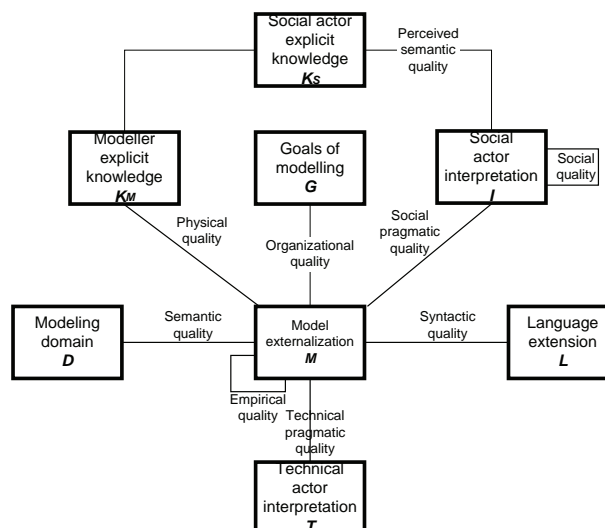 Social actor
explicit
knowledge
Ks
Perceived
semantic
quality
Modeller
explicit
knowledge
KM
Goals of
modelling
G
Social
actor
interpretation
I
Social
quality
Physical
quality
Organizational
quality
Social
pragmatic
quality
Modeling
domain
D
Semantic
quality
Model
externalization
M
Syntactic
quality
Language
extension
L
Empirical
quality
Technical
pragmatic
quality
Technical
actor
interpretation
T